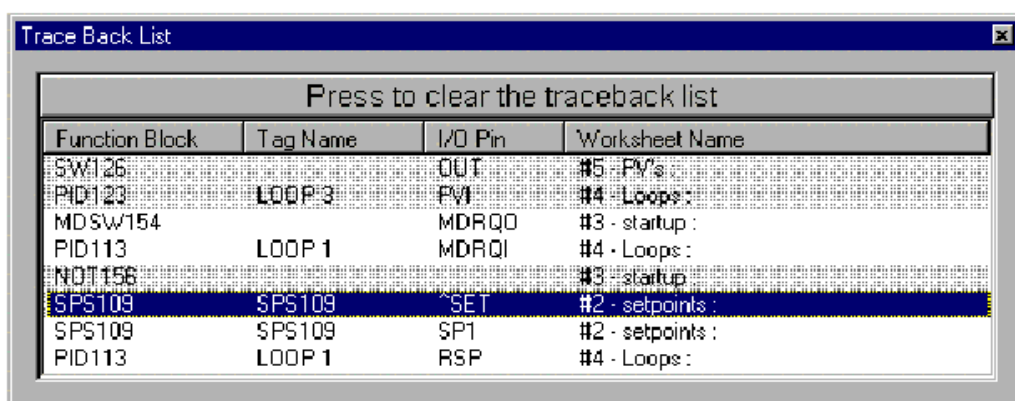 Trace Back List
Press to clear the traceback list
Function Block Tag Name I/O Pin Worksheet Name
SW126 OUT #5 - PV's :
PID123 LOOP 3 PVI #4 - Loops :
MDSW154 MDRQO #3 - startup :
PID113 LOOP 1 MDRQI #4 - Loops :
NOT156 #3 - startup
SPS109 SPS109 ^SET #2 - setpoints :
SPS109 SPS109 SP1 #2 - setpoints :
PID113 LOOP 1 RSP #4 - Loops :